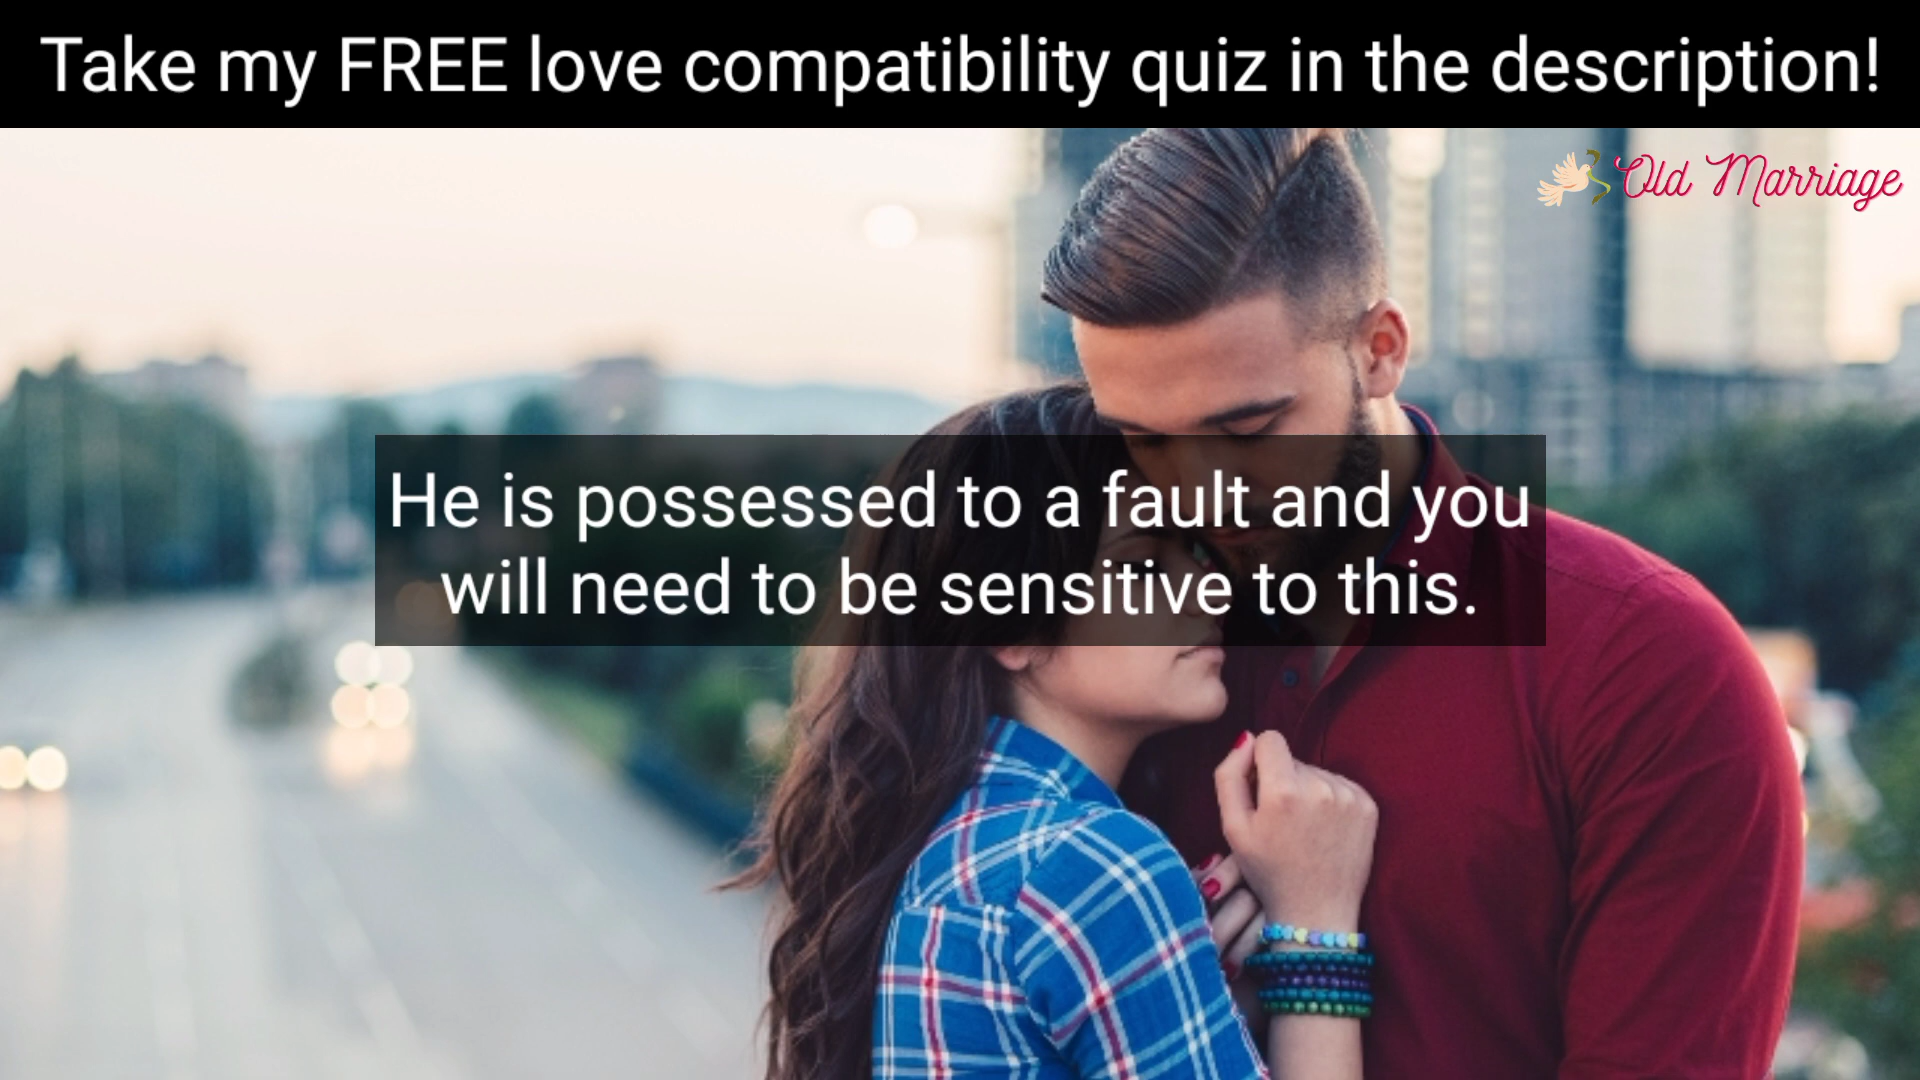 Take my FREE love compatibility quiz in the description!
Old Marriage
He is possessed to a fault and you
will need to be sensitive to this.